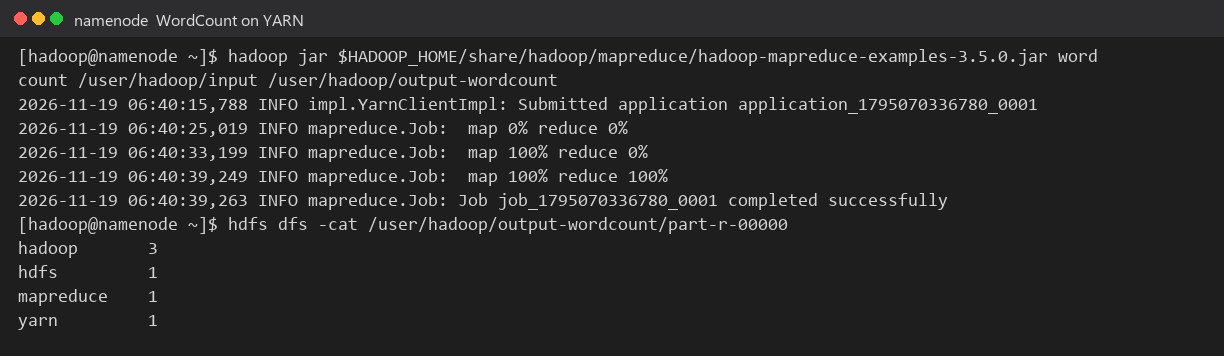 namenode  WordCount on YARN
[hadoop@namenode ~]$ hadoop jar $HADOOP_HOME/share/hadoop/mapreduce/hadoop-mapreduce-examples-3.5.0.jar word
count /user/hadoop/input /user/hadoop/output-wordcount
2026-11-19 06:40:15,788 INFO impl.YarnClientImpl: Submitted application application_1795070336780_0001
2026-11-19 06:40:25,019 INFO mapreduce.Job:  map 0% reduce 0%
2026-11-19 06:40:33,199 INFO mapreduce.Job:  map 100% reduce 0%
2026-11-19 06:40:39,249 INFO mapreduce.Job:  map 100% reduce 100%
2026-11-19 06:40:39,263 INFO mapreduce.Job: Job job_1795070336780_0001 completed successfully
[hadoop@namenode ~]$ hdfs dfs -cat /user/hadoop/output-wordcount/part-r-00000
hadoop       3
hdfs         1
mapreduce    1
yarn         1